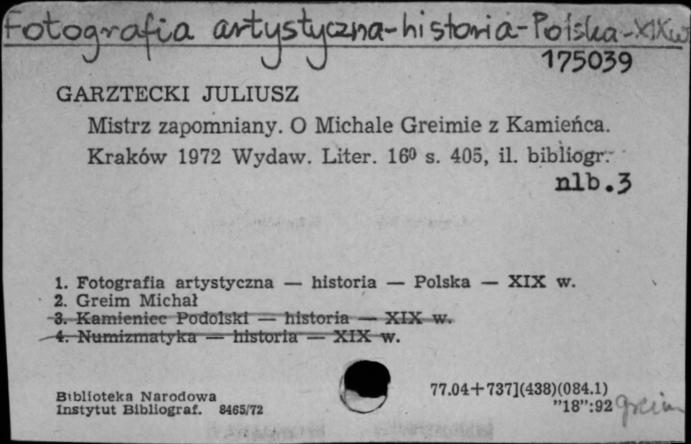 Fotografia artystyczna-historia-Polska-XIXw
175039
GARZTECKI JULIUSZ
Mistrz zapomniany. O Michale Greimie z Kamieńca.
Kraków 1972 Wydaw. Liter. 16⁰ s. 405, il. bibliogr.
nlb.3
1. Fotografia artystyczna — historia — Polska — XIX w.
2. Greim Michał
3. Kamieniec Podolski — historia — XIX w.
4. Numizmatyka — historia — XIX w.
77.04+737](438)(084.1)
Biblioteka Narodowa
"18":92 greim
Instytut Bibliograf. 8465/72